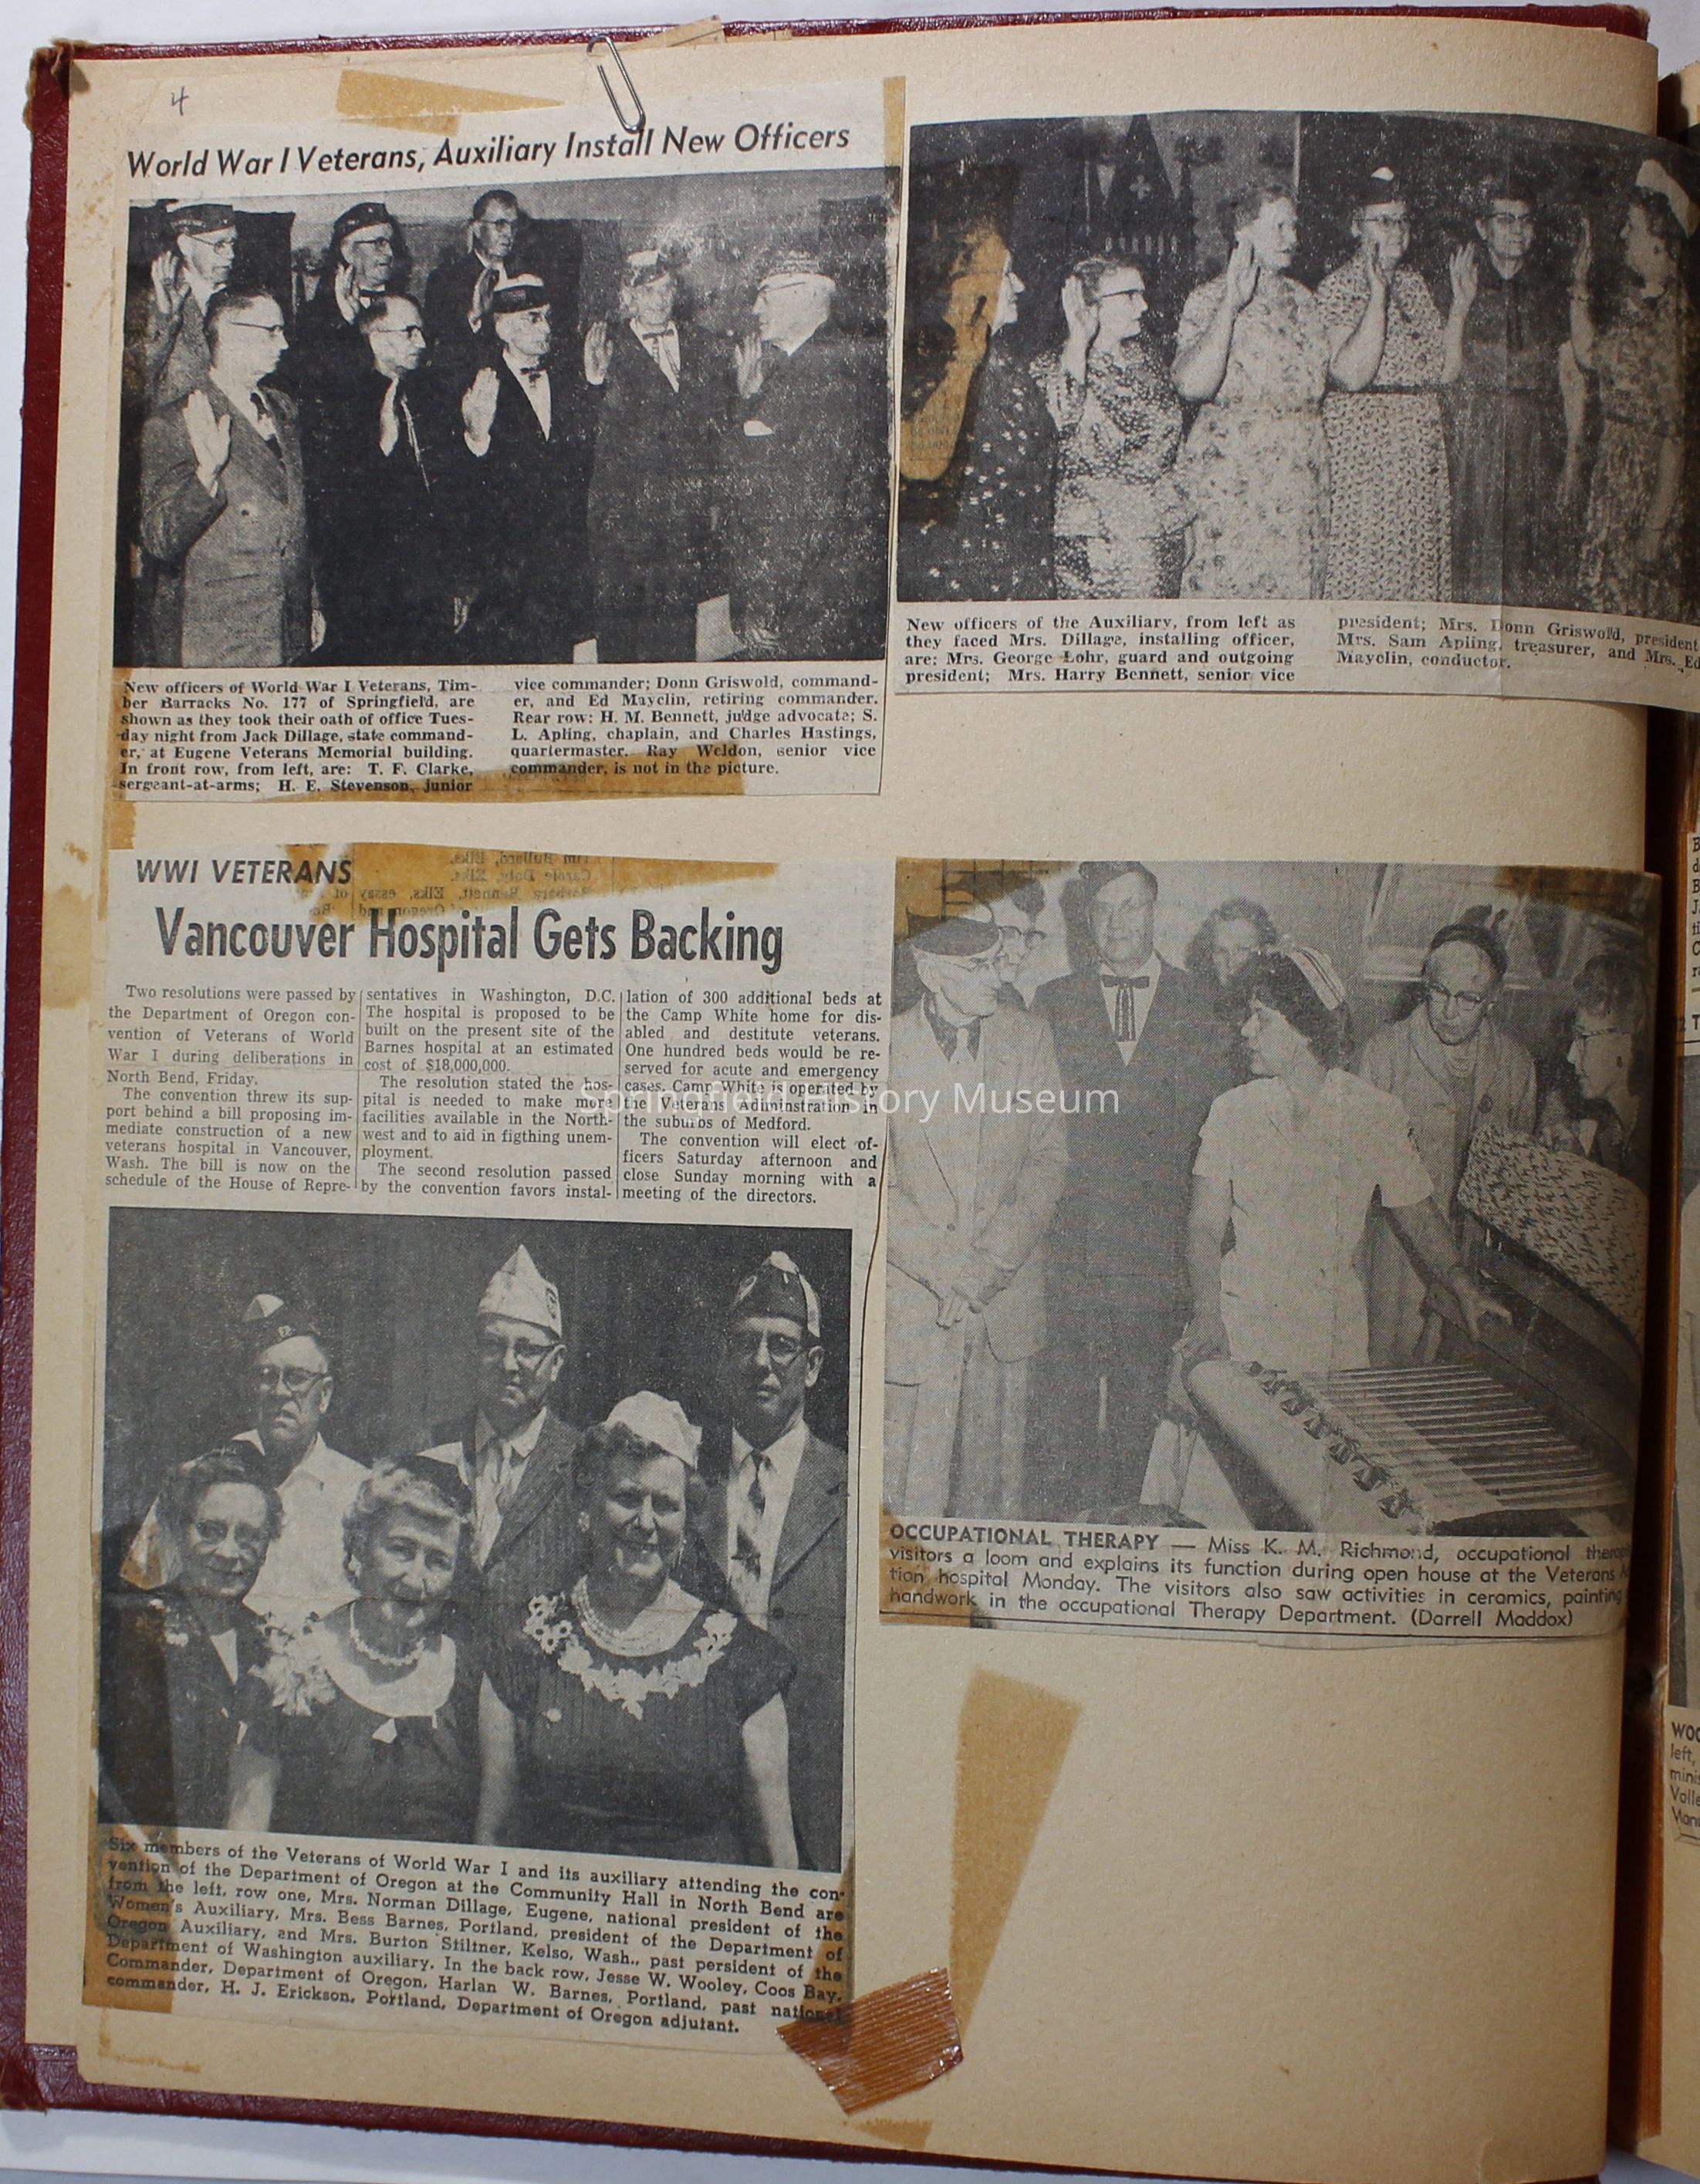 4
World War I Veterans, Auxiliary Install New Officers
New officers of World War I Veterans, Tim-
ber Barracks No. 177 of Springfield, are
shown as they took their oath of office Tues-
day night from Jack Dillage, state command-
er, at Eugene Veterans Memorial building.
In front row, from left, are: T. F. Clarke,
sergeant-at-arms; H. E. Stevenson, junior
vice commander; Donn Griswold, command-
er, and Ed Mayclin, retiring commander.
Rear row: H. M. Bennett, judge advocate; S.
L. Apling, chaplain, and Charles Hastings,
quartermaster. Ray Weldon, senior vice
commander, is not in the picture.
New officers of the Auxiliary, from left as
they faced Mrs. Dillage, installing officer,
are: Mrs. George Lohr, guard and outgoing
president; Mrs. Harry Bennett, senior vice
president; Mrs. Donn Griswold, president
Mrs. Sam Apling, treasurer, and Mrs. Ed
Mayclin, conductor.
WWI VETERANS
Vancouver Hospital Gets Backing
Two resolutions were passed by
the Department of Oregon con-
vention of Veterans of World
War I during deliberations in
North Bend, Friday.
The convention threw its sup-
port behind a bill proposing im-
mediate construction of a new
veterans hospital in Vancouver,
Wash. The bill is now on the
schedule of the House of Repre-
sentatives in Washington, D.C.
The hospital is proposed to be
built on the present site of the
Barnes hospital at an estimated
cost of $18,000,000.
The resolution stated the hos-
pital is needed to make more
facilities available in the North-
west and to aid in figthing unem-
ployment.
The second resolution passed
by the convention favors instal-
lation of 300 additional beds at
the Camp White home for dis-
abled and destitute veterans.
One hundred beds would be re-
served for acute and emergency
cases. Camp White is operited by
the Veterans Adminstration in
the suburbs of Medford.
The convention will elect of-
ficers Saturday afternoon and
close Sunday morning with a
meeting of the directors.
Springfield History Museum
OCCUPATIONAL THERAPY — Miss K. M. Richmond, occupational therap
visitors a loom and explains its function during open house at the Veterans
tion hospital Monday. The visitors also saw activities in ceramics, painting
handwork in the occupational Therapy Department. (Darrell Maddox)
Six members of the Veterans of World War I and its auxiliary attending the con-
vention of the Department of Oregon at the Community Hall in North Bend are
from the left, row one, Mrs. Norman Dillage, Eugene, national president of the
Women's Auxiliary, Mrs. Bess Barnes, Portland, president of the Department of
Oregon Auxiliary, and Mrs. Burton Stiltner, Kelso, Wash., past persident of the
Department of Washington auxiliary. In the back row, Jesse W. Wooley, Coos Bay,
Commander, Department of Oregon, Harlan W. Barnes, Portland, past national
commander, H. J. Erickson, Portland, Department of Oregon adjutant.
WOO
left,
minis
Valle